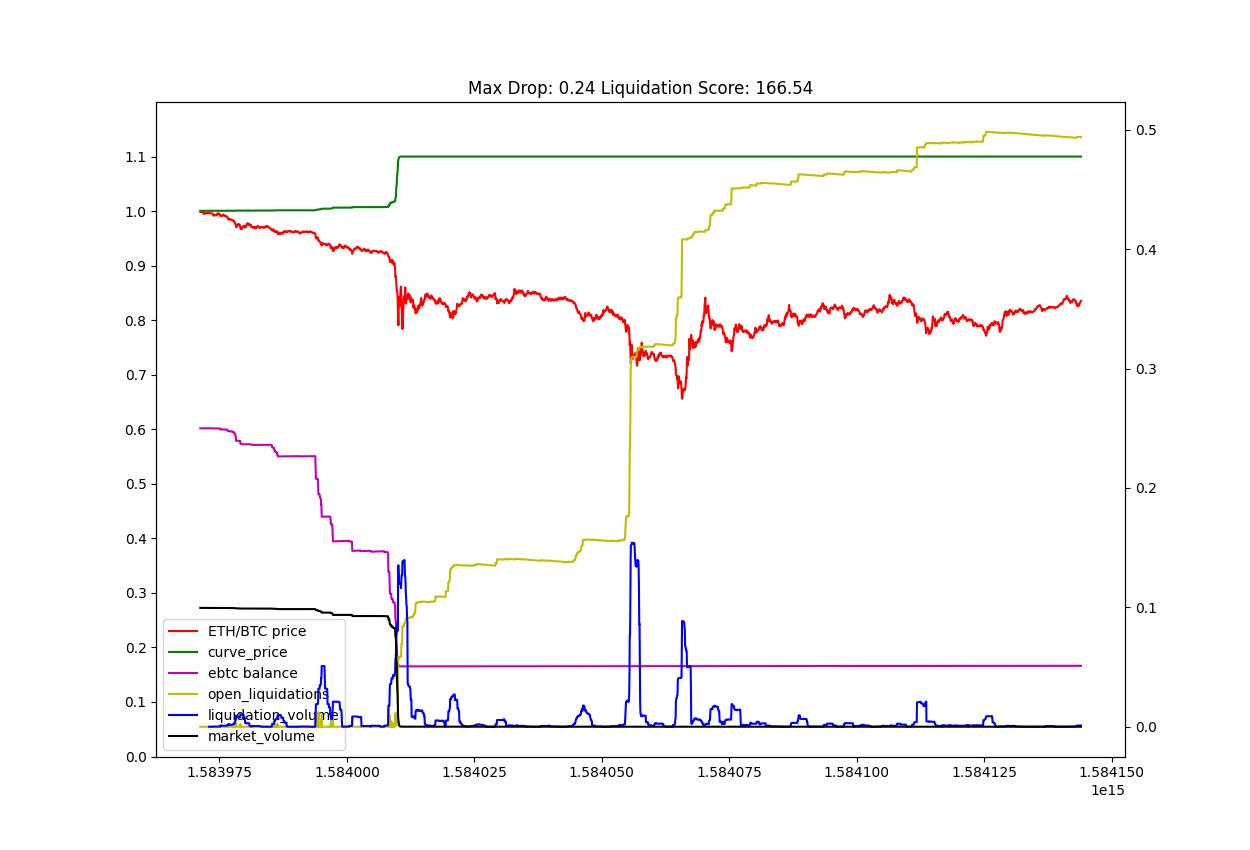 Max Drop: 0.24 Liquidation Score: 166.54
1.1
1.0
0.9
0.8
0.7
0.6
0.5
0.4
0.3
0.2
0.1
0.0
0.5
0.4
0.3
0.2
0.1
0.0
ETH/BTC price
curve_price
ebtc balance
open_liquidations
liquidation_volume
market_volume
1.583975 1.584000 1.584025 1.584050 1.584075 1.584100 1.584125 1.584150
1e15